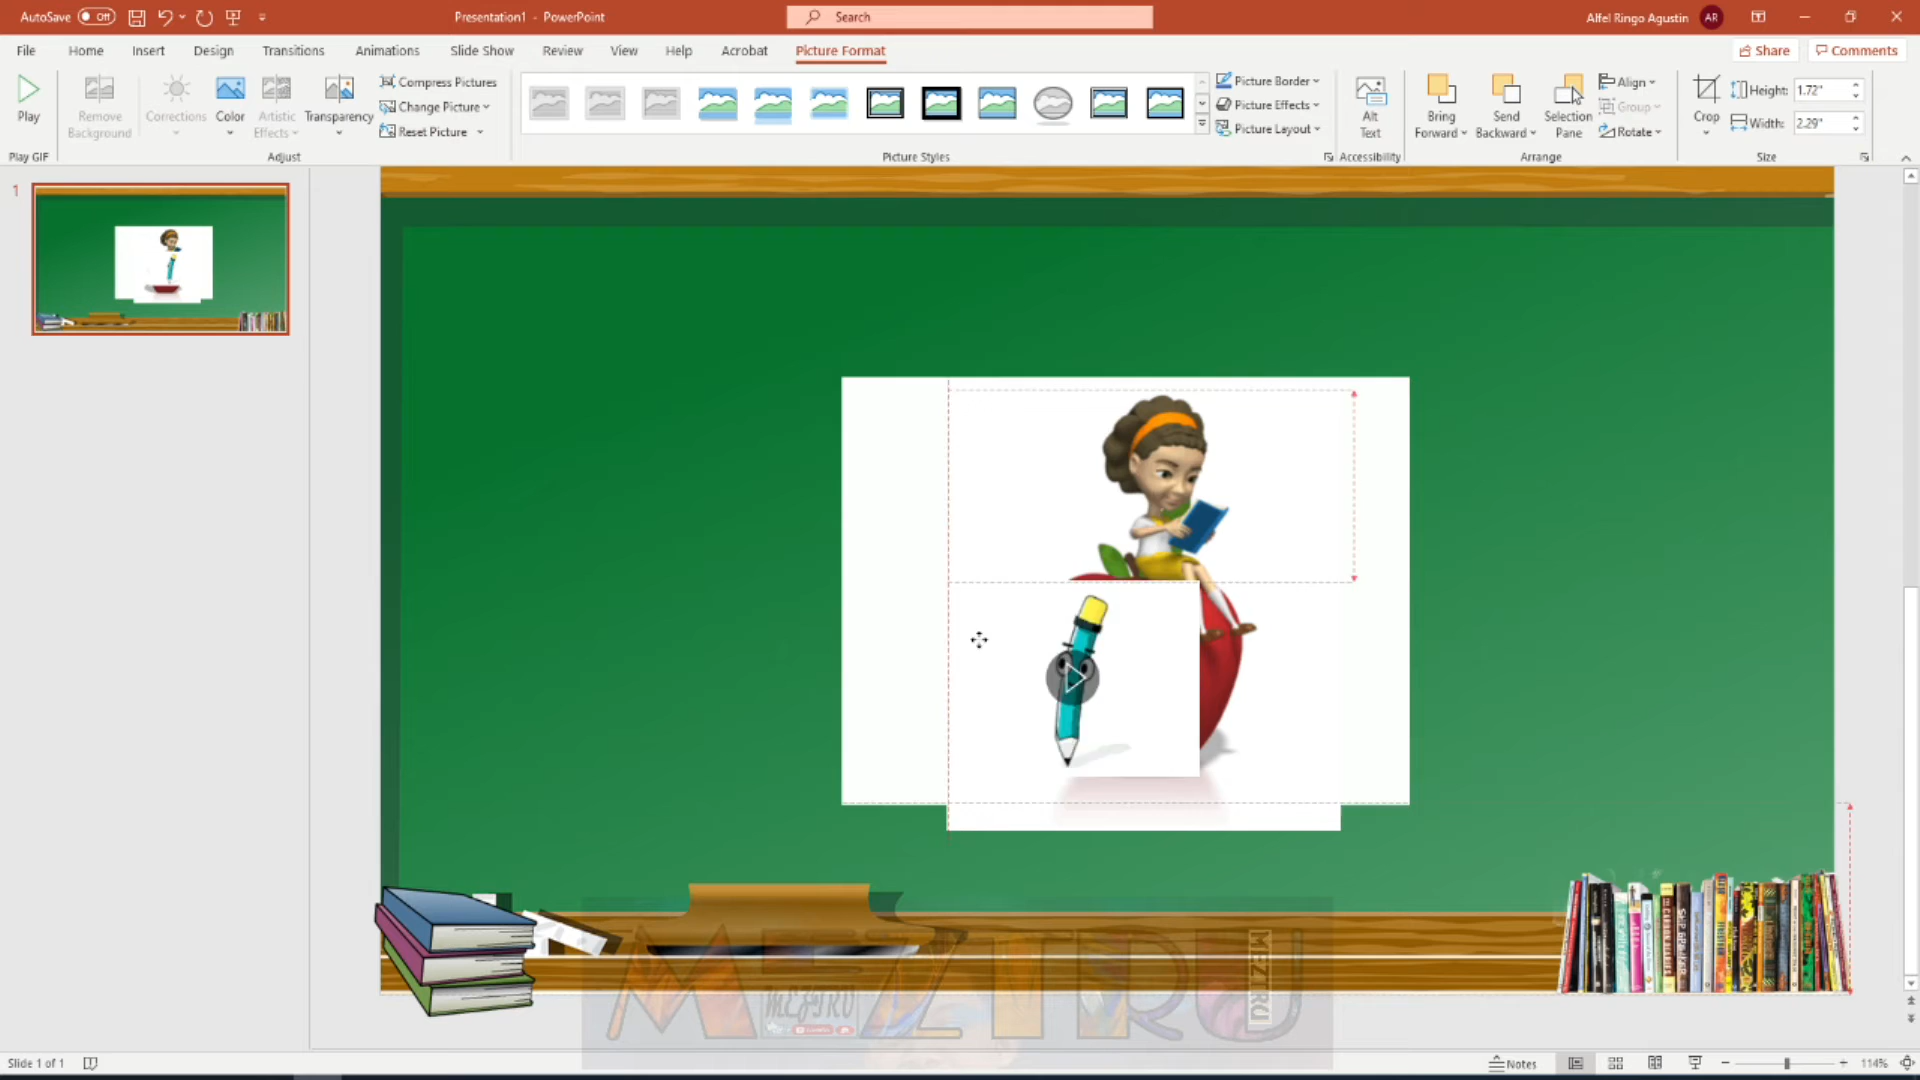 AutoSave Off
Presentation1 - PowerPoint
Search
Alfel Ringo Agustin AR
File Home Insert Design Transitions Animations Slide Show Review View Help Acrobat Picture Format
Share Comments
Play
Remove Background
Corrections
Color
Artistic Effects
Transparency
Compress Pictures
Change Picture
Reset Picture
Picture Border
Picture Effects
Picture Layout
Alt Text
Bring Forward
Send Backward
Selection Pane
Align
Group
Rotate
Crop
Height: 1.72"
Width: 2.29"
Play GIF
Adjust
Picture Styles
Accessibility
Arrange
Size
1
MEZTRU
MEZTRU
MEZTRU
Slide 1 of 1
Notes
114%